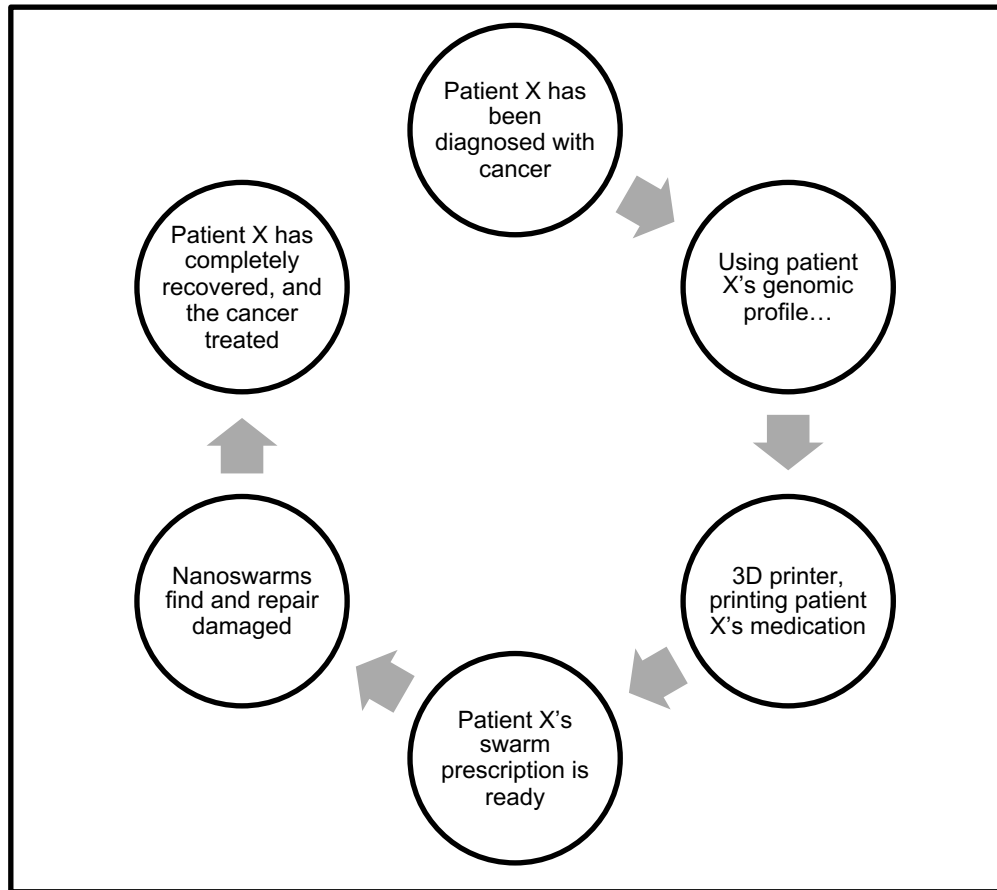 Patient X has
been
diagnosed with
cancer
Using patient
X’s genomic
profile…
3D printer,
printing patient
X’s medication
Patient X’s
swarm
prescription is
ready
Nanoswarms
find and repair
damaged
Patient X has
completely
recovered, and
the cancer
treated